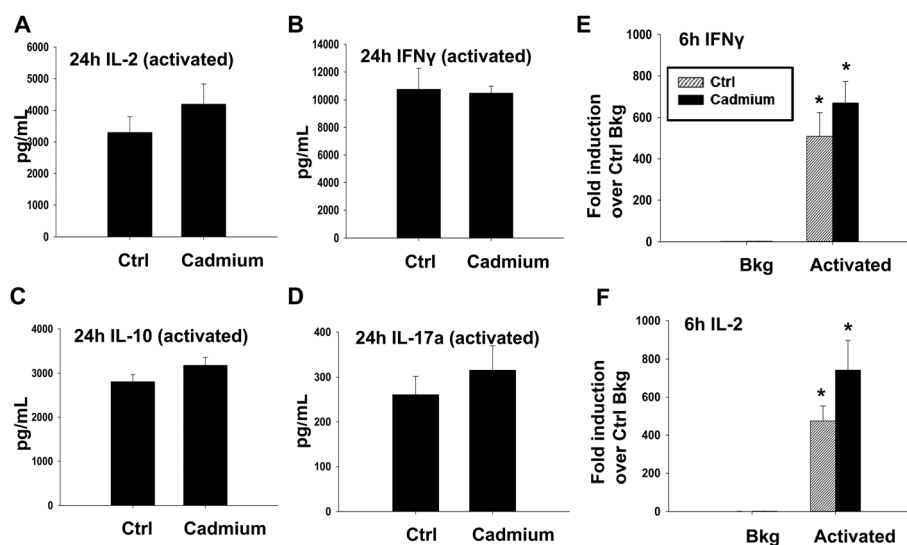 A
24h IL-2 (activated)
pg/mL
6000
5000
4000
3000
2000
1000
0
Ctrl Cadmium
B
24h IFNγ (activated)
pg/mL
14000
12000
10000
8000
6000
4000
2000
0
Ctrl Cadmium
E
6h IFNγ
Ctrl
Cadmium
Fold induction
over Ctrl Bkg
1000
800
600
400
200
0
* *
Bkg Activated
C
24h IL-10 (activated)
pg/mL
4000
3000
2000
1000
0
Ctrl Cadmium
D
24h IL-17a (activated)
pg/mL
400
300
200
100
0
Ctrl Cadmium
F
6h IL-2
Fold induction
over Ctrl Bkg
1000
800
600
400
200
0
* *
Bkg Activated